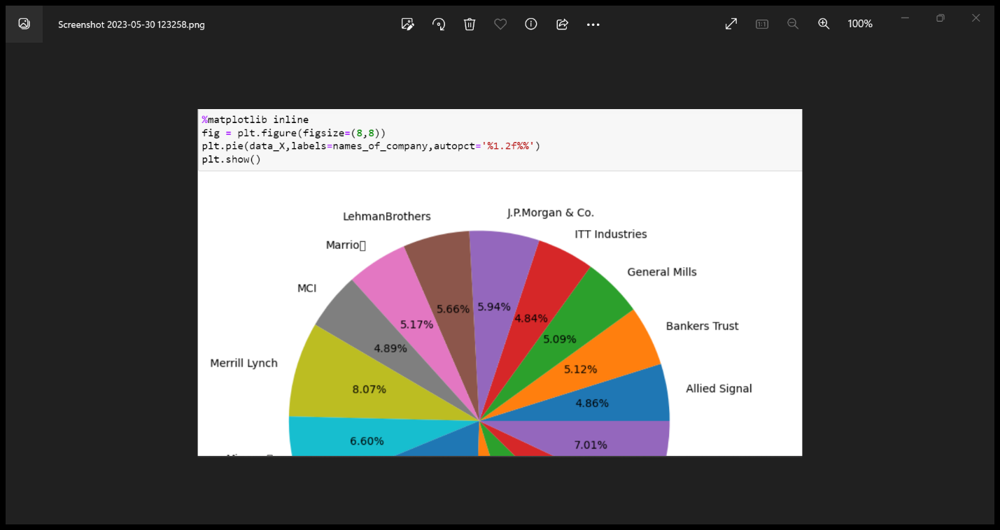 Screenshot 2023-05-30 123258.png
1:1
100%
%matplotlib inline
fig = plt.figure(figsize=(8,8))
plt.pie(data_X,labels=names_of_company,autopct='%1.2f%%')
plt.show()
J.P.Morgan & Co.
LehmanBrothers
ITT Industries
Marrio▯
General Mills
MCI
5.94%
5.66%
4.84%
5.17%
Bankers Trust
5.09%
4.89%
Merrill Lynch
5.12%
Allied Signal
8.07%
4.86%
6.60%
7.01%